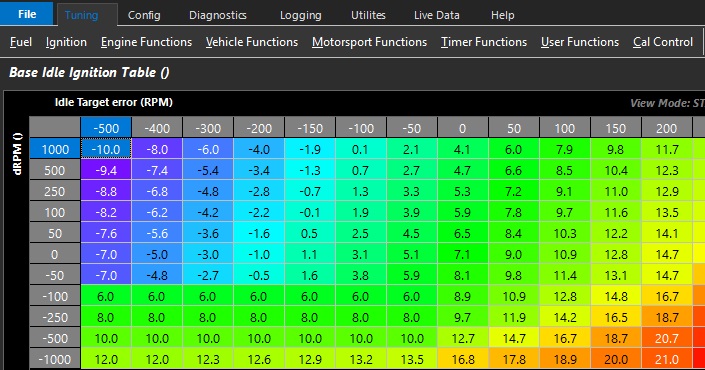 File Tuning Config Diagnostics Logging Utilites Live Data Help
Fuel Ignition Engine Functions Vehicle Functions Motorsport Functions Timer Functions User Functions Cal Control
Base Idle Ignition Table ()
Idle Target error (RPM) View Mode: ST
dRPM ()
-500 -400 -300 -200 -150 -100 -50 0 50 100 150 200
1000 -10.0 -8.0 -6.0 -4.0 -1.9 0.1 2.1 4.1 6.0 7.9 9.8 11.7
500 -9.4 -7.4 -5.4 -3.4 -1.3 0.7 2.7 4.7 6.6 8.5 10.4 12.3
250 -8.8 -6.8 -4.8 -2.8 -0.7 1.3 3.3 5.3 7.2 9.1 11.0 12.9
100 -8.2 -6.2 -4.2 -2.2 -0.1 1.9 3.9 5.9 7.8 9.7 11.6 13.5
50 -7.6 -5.6 -3.6 -1.6 0.5 2.5 4.5 6.5 8.4 10.3 12.2 14.1
0 -7.0 -5.0 -3.0 -1.0 1.1 3.1 5.1 7.1 9.0 10.9 12.8 14.7
-50 -7.0 -4.8 -2.7 -0.5 1.6 3.8 5.9 8.1 9.8 11.4 13.1 14.7
-100 6.0 6.0 6.0 6.0 6.0 6.0 6.0 8.9 10.9 12.8 14.8 16.7
-250 8.0 8.0 8.0 8.0 8.0 8.0 8.0 9.7 11.9 14.2 16.5 18.7
-500 10.0 10.0 10.0 10.0 10.0 10.0 10.0 12.7 14.7 16.7 18.7 20.7
-1000 12.0 12.0 12.3 12.6 12.9 13.2 13.5 16.8 17.8 18.9 20.0 21.0